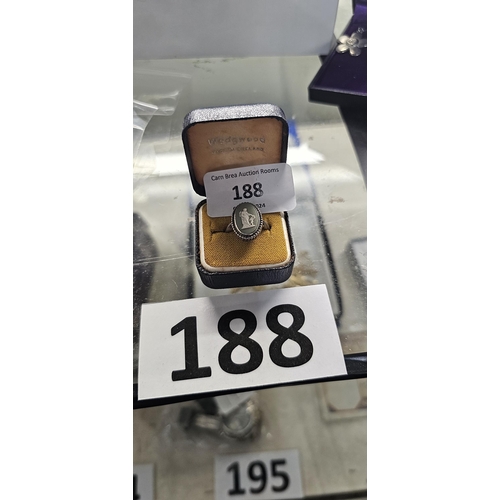 WEDGWOOD
Carn Brea Auction Rooms
188
188
195